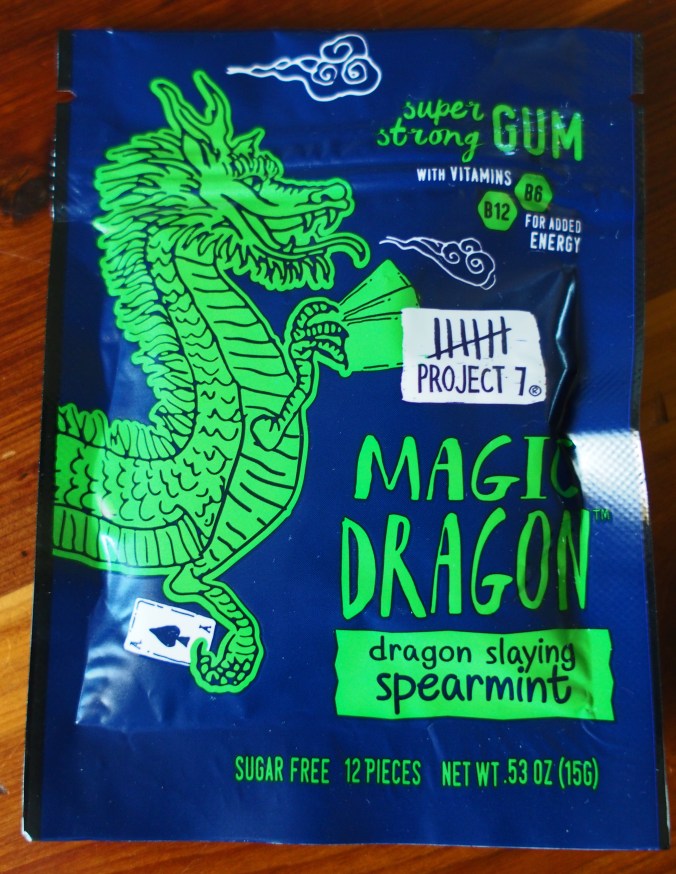 super
strong GUM
WITH VITAMINS
B6
B12
FOR ADDED
ENERGY
PROJECT 7®
MAGIC
DRAGON™
dragon slaying
spearmint
A
SUGAR FREE 12 PIECES NET WT .53 OZ (15G)